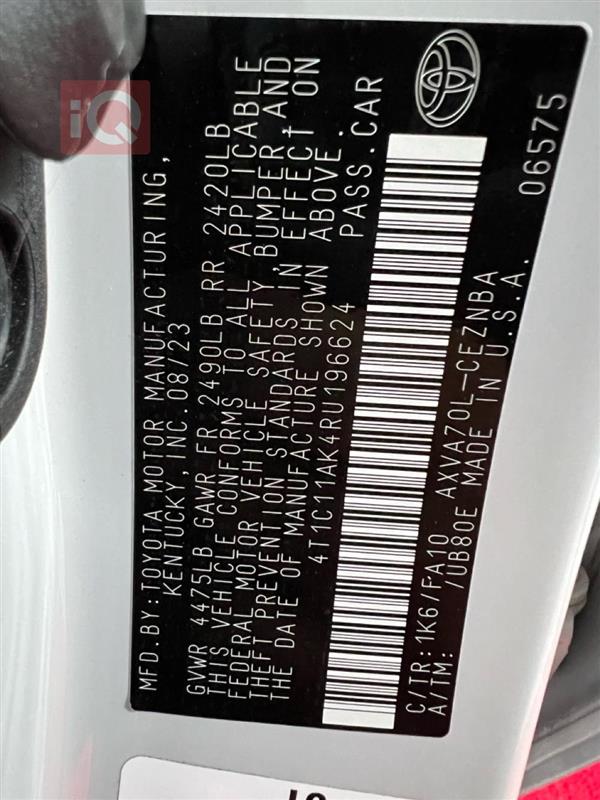 iQ
MFD.BY:TOYOTA MOTOR MANUFACTURING,
KENTUCKY, INC.08/23
GVWR 4475LB GAWR FR 2490LB RR 2420LB
THIS VEHICLE CONFORMS TO ALL APPLICABLE
FEDERAL MOTOR VEHICLE SAFETY, BUMPER, AND
THEFT PREVENTION STANDARDS IN EFFECT ON
THE DATE OF MANUFACTURE SHOWN ABOVE.
4T1C11AK4RU196624 PASS.CAR
C/TR:1K6/FA10 AXVA70L-CEZNBA
A/TM: /UB80E MADE IN U.S.A.
06575